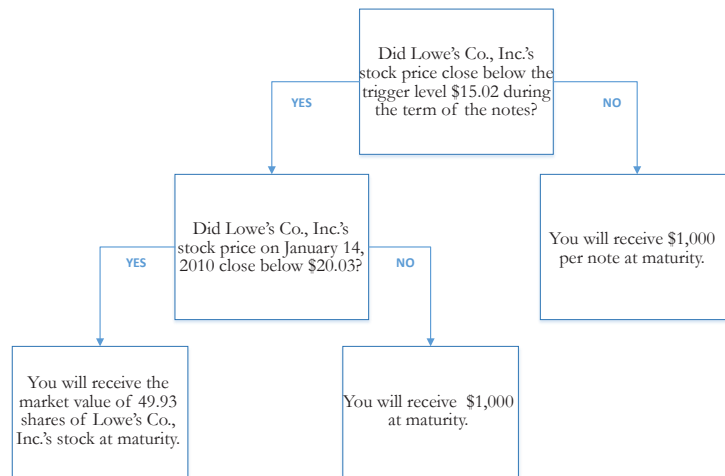 Did Lowe's Co., Inc.'s
stock price close below the
trigger level $15.02 during
the term of the notes?
YES
NO
Did Lowe's Co., Inc.'s
stock price on January 14,
2010 close below $20.03?
You will receive $1,000
per note at maturity.
YES
NO
You will receive the
market value of 49.93
shares of Lowe's Co.,
Inc.'s stock at maturity.
You will receive $1,000
at maturity.